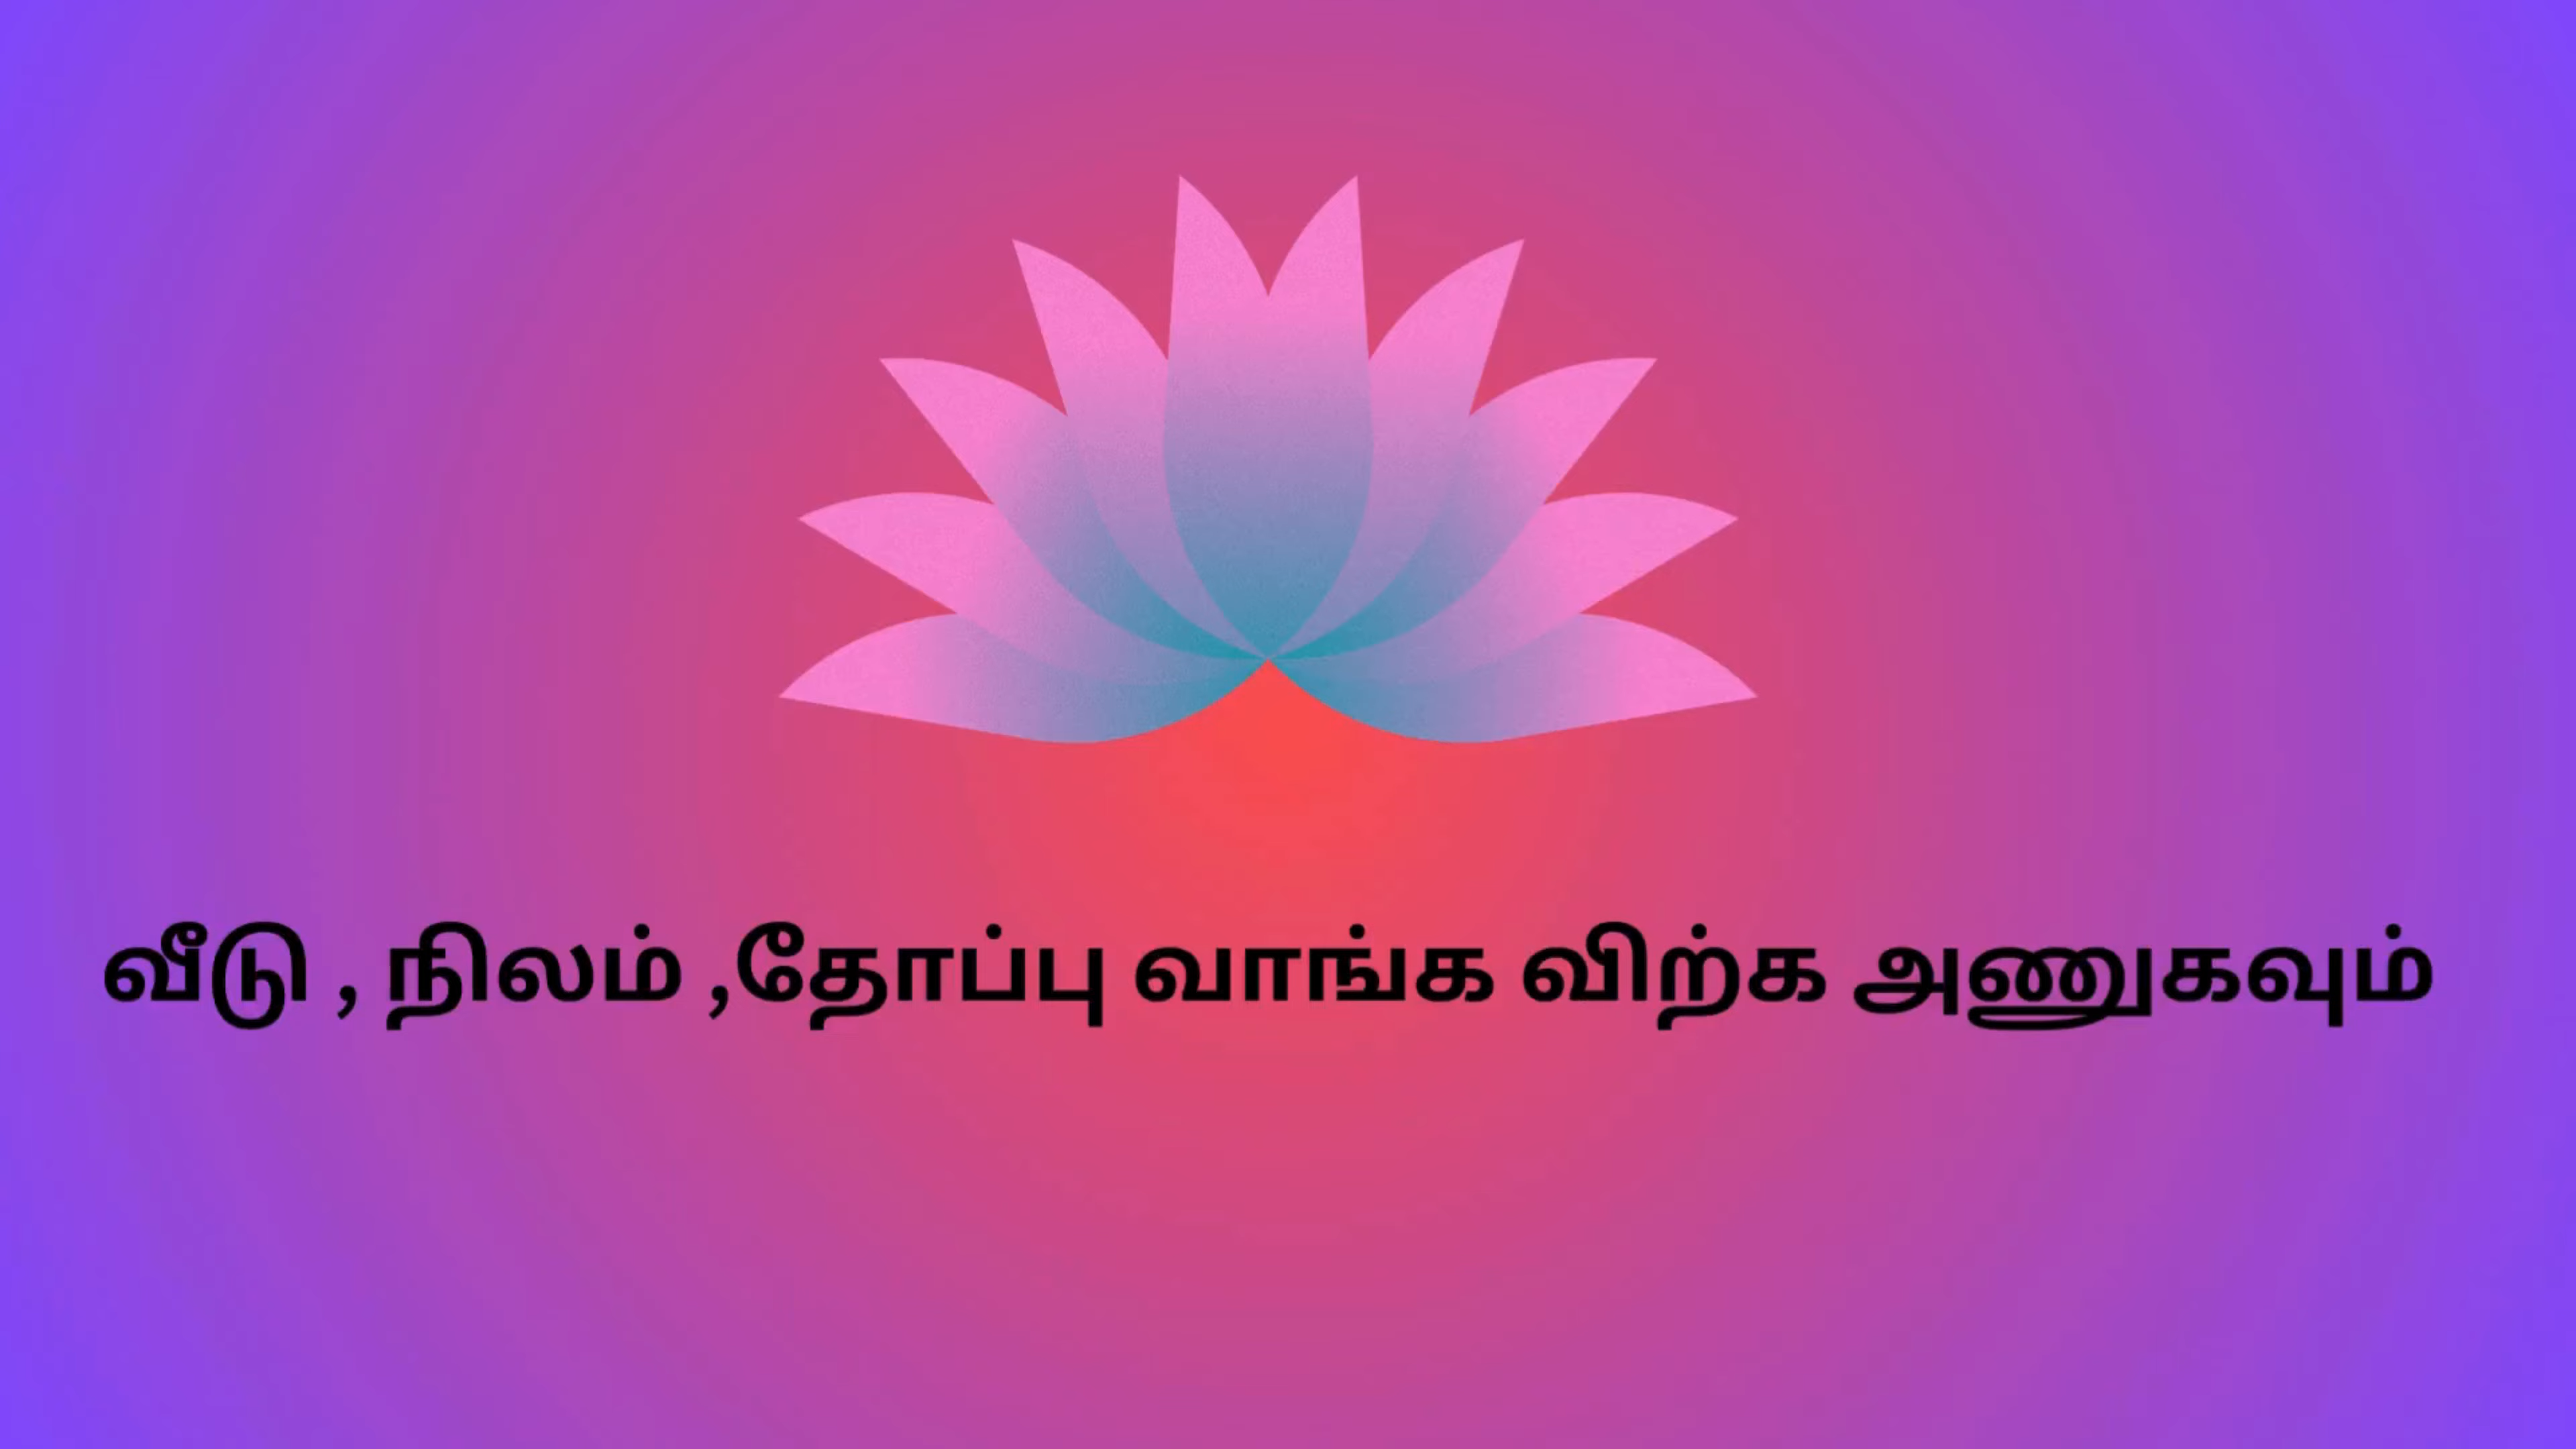 வீடு , நிலம் ,தோப்பு வாங்க விற்க அணுகவும்